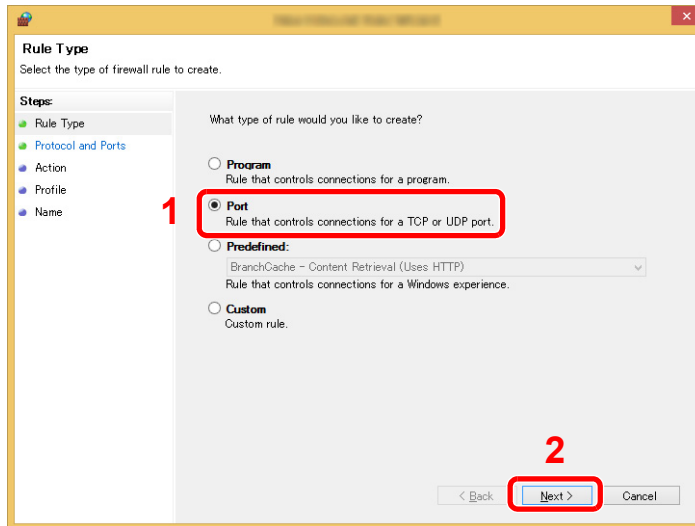 Rule Type
Select the type of firewall rule to create.
Steps:
Rule Type
Protocol and Ports
Action
Profile
Name
What type of rule would you like to create?
Program
Rule that controls connections for a program.
1
Port
Rule that controls connections for a TCP or UDP port.
Predefined:
BranchCache - Content Retrieval (Uses HTTP)
Rule that controls connections for a Windows experience.
Custom
Custom rule.
2
< Back
Next >
Cancel